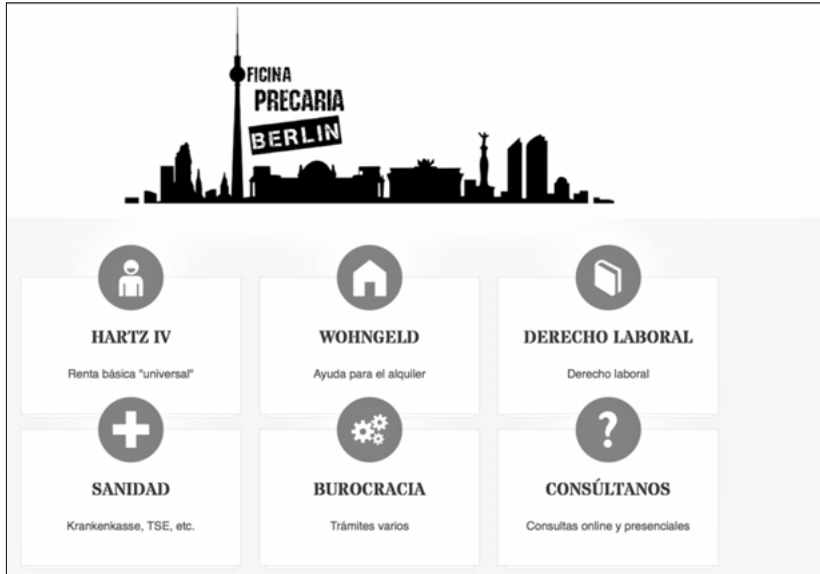 FICINA
PRECARIA
BERLIN
HARTZ IV
Renta básica "universal"
WOHNGELD
Ayuda para el alquiler
DERECHO LABORAL
Derecho laboral
SANIDAD
Krankenkasse, TSE, etc.
BUROCRACIA
Trámites varios
CONSÚLTANOS
Consultas online y presenciales